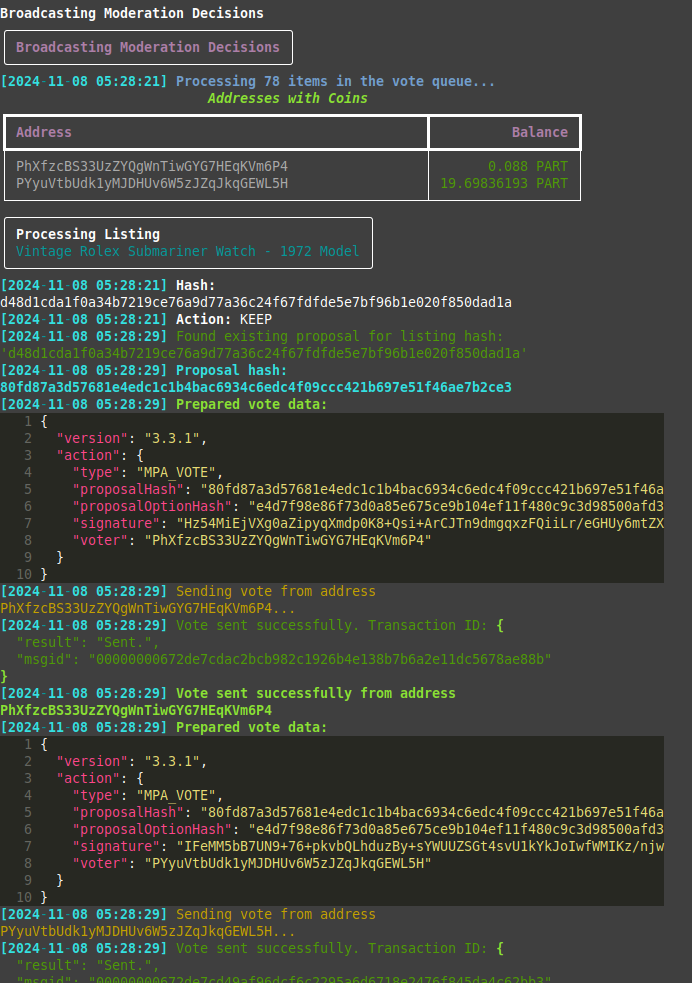 Broadcasting Moderation Decisions
Broadcasting Moderation Decisions
[2024-11-08 05:28:21] Processing 78 items in the vote queue...
Addresses with Coins
Address Balance
PhXfzcBS33UzZYQgWnTiwGYG7HEqKVm6P4 0.088 PART
PYyuVtbUdk1yMJDHUv6W5zJZqJkqGEWL5H 19.69836193 PART
Processing Listing
Vintage Rolex Submariner Watch - 1972 Model
[2024-11-08 05:28:21] Hash:
d48d1cda1f0a34b7219ce76a9d77a36c24f67fdfde5e7bf96b1e020f850dad1a
[2024-11-08 05:28:21] Action: KEEP
[2024-11-08 05:28:29] Found existing proposal for listing hash:
'd48d1cda1f0a34b7219ce76a9d77a36c24f67fdfde5e7bf96b1e020f850dad1a'
[2024-11-08 05:28:29] Proposal hash:
80fd87a3d57681e4edc1c1b4bac6934c6edc4f09ccc421b697e51f46ae7b2ce3
[2024-11-08 05:28:29] Prepared vote data:
1 {
2 "version": "3.3.1",
3 "action": {
4 "type": "MPA_VOTE",
5 "proposalHash": "80fd87a3d57681e4edc1c1b4bac6934c6edc4f09ccc421b697e51f46a
6 "proposalOptionHash": "e4d7f98e86f73d0a85e675ce9b104ef11f480c9c3d98500afd3
7 "signature": "Hz54MiEjVXg0aZipyqXmdp0K8+Qsi+ArCJTn9dmgqxzFQiiLr/eGHUy6mtZX
8 "voter": "PhXfzcBS33UzZYQgWnTiwGYG7HEqKVm6P4"
9 }
10 }
[2024-11-08 05:28:29] Sending vote from address
PhXfzcBS33UzZYQgWnTiwGYG7HEqKVm6P4...
[2024-11-08 05:28:29] Vote sent successfully. Transaction ID: {
"result": "Sent.",
"msgid": "00000000672de7cdac2bcb982c1926b4e138b7b6a2e11dc5678ae88b"
}
[2024-11-08 05:28:29] Vote sent successfully from address
PhXfzcBS33UzZYQgWnTiwGYG7HEqKVm6P4
[2024-11-08 05:28:29] Prepared vote data:
1 {
2 "version": "3.3.1",
3 "action": {
4 "type": "MPA_VOTE",
5 "proposalHash": "80fd87a3d57681e4edc1c1b4bac6934c6edc4f09ccc421b697e51f46a
6 "proposalOptionHash": "e4d7f98e86f73d0a85e675ce9b104ef11f480c9c3d98500afd3
7 "signature": "IFeMM5bB7UN9+76+pkvbQLhduzBy+sYWUUZSGt4svU1kYkJoIwfWMIKz/njw
8 "voter": "PYyuVtbUdk1yMJDHUv6W5zJZqJkqGEWL5H"
9 }
10 }
[2024-11-08 05:28:29] Sending vote from address
PYyuVtbUdk1yMJDHUv6W5zJZqJkqGEWL5H...
[2024-11-08 05:28:29] Vote sent successfully. Transaction ID: {
"result": "Sent.",
"msgid":